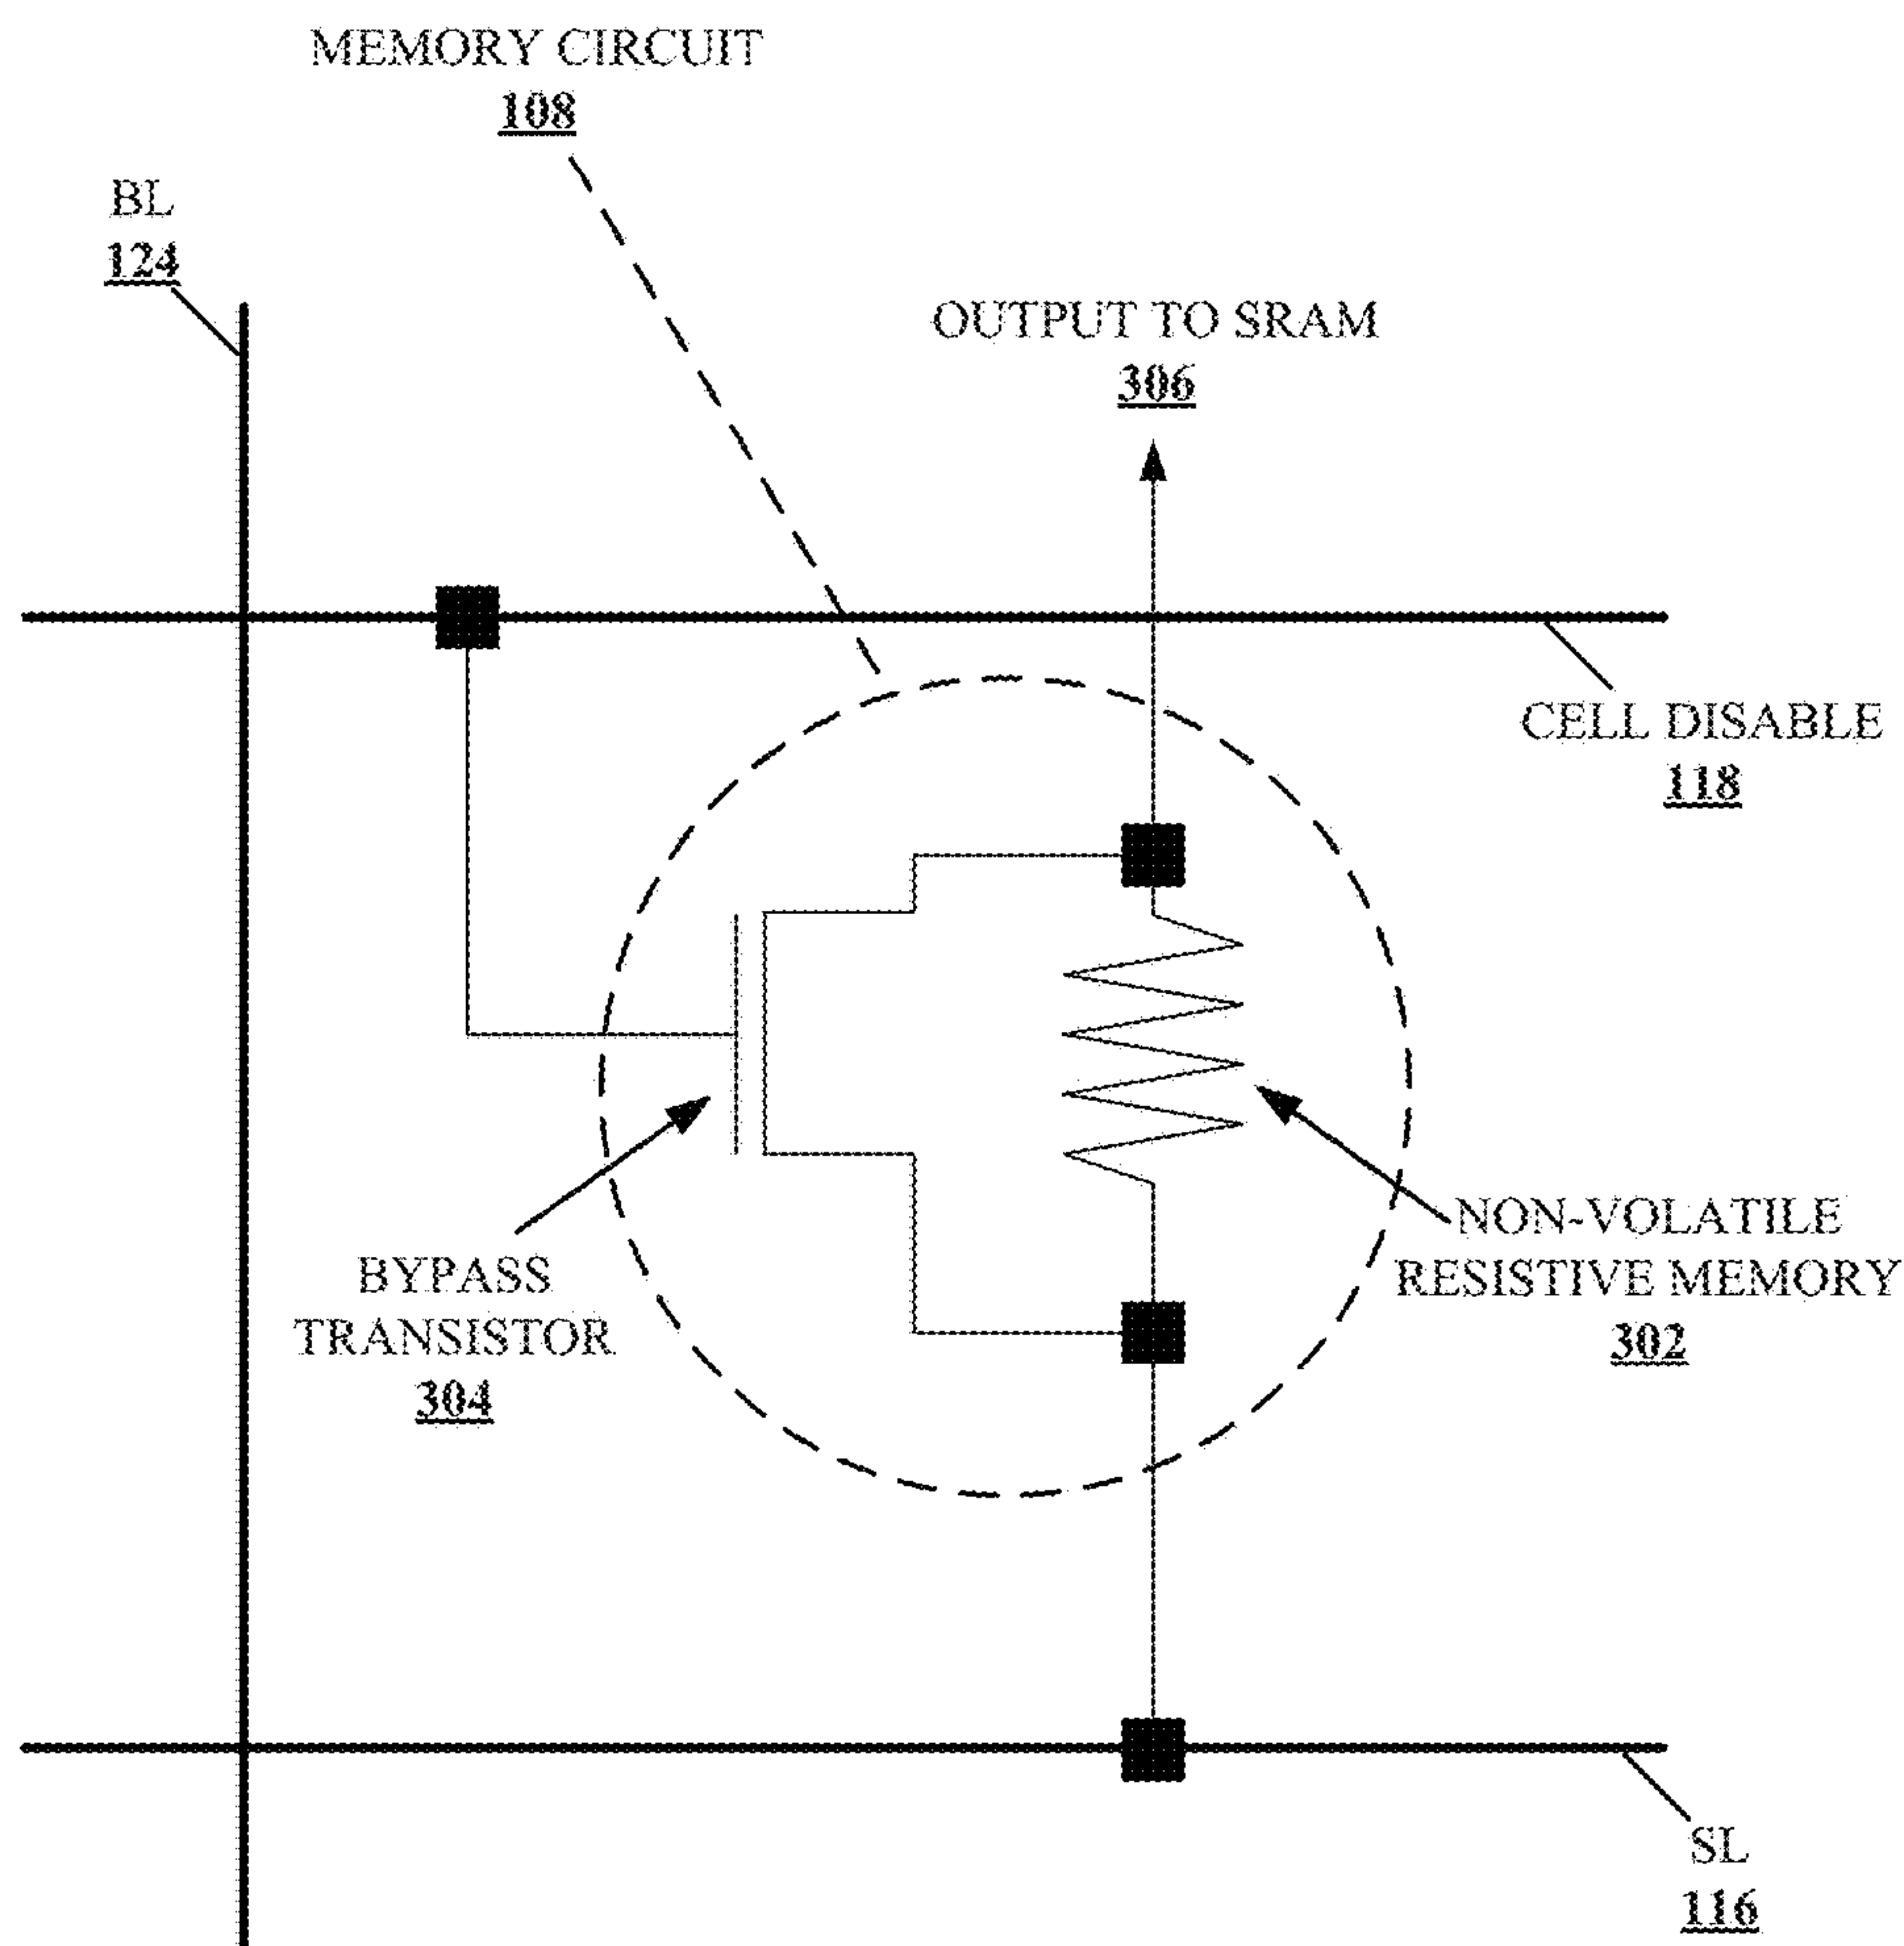 MEMORY CIRCUIT
108
BL
124
OUTPUT TO SRAM
306
CELL DISABLE
118
BYPASS
TRANSISTOR
304
NON-VOLATILE
RESISTIVE MEMORY
302
SL
116